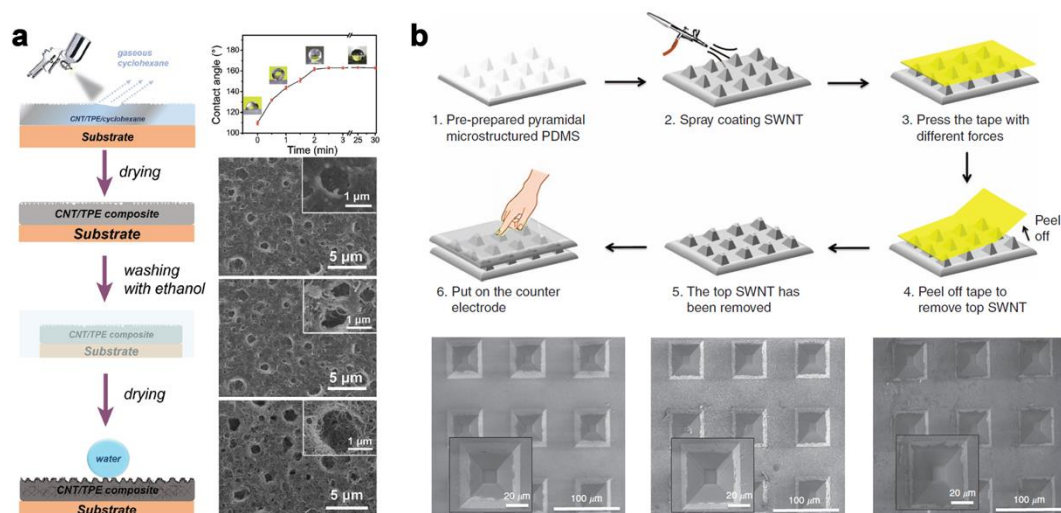 a
gaseous
cyclohexane
CNT/TPE/cyclohexane
Substrate
drying
CNT/TPE composite
Substrate
washing
with ethanol
CNT/TPE composite
Substrate
drying
water
CNT/TPE composite
Substrate
Contact angle (°)
180
160
140
120
100
0
1
2
3
25
30
Time (min)
1 μm
5 μm
1 μm
5 μm
1 μm
5 μm
b
1. Pre-prepared pyramidal
microstructured PDMS
2. Spray coating SWNT
3. Press the tape with
different forces
Peel
off
6. Put on the counter
electrode
5. The top SWNT has
been removed
4. Peel off tape to
remove top SWNT
20 μm
100 μm
20 μm
100 μm
20 μm
100 μm